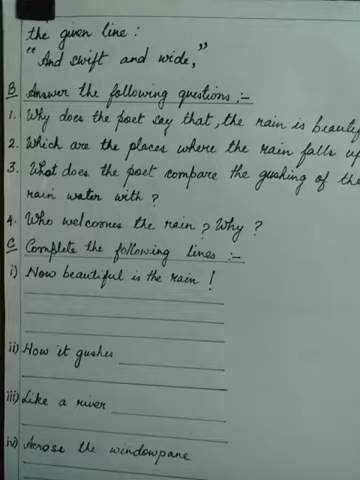 the given line:
"And swift and wide,"
B Answer the following questions:-
1. Why does the poet say that, the rain is
2. Which are the places where the rain falls
3. What does the poet compare the gushing of the
rain water with?
4. Who welcomes the rain? Why?
C Complete the following lines:-
i) How beautiful is the rain!
ii) How it gushes
iii) Like a river
iv) Across the windowpane